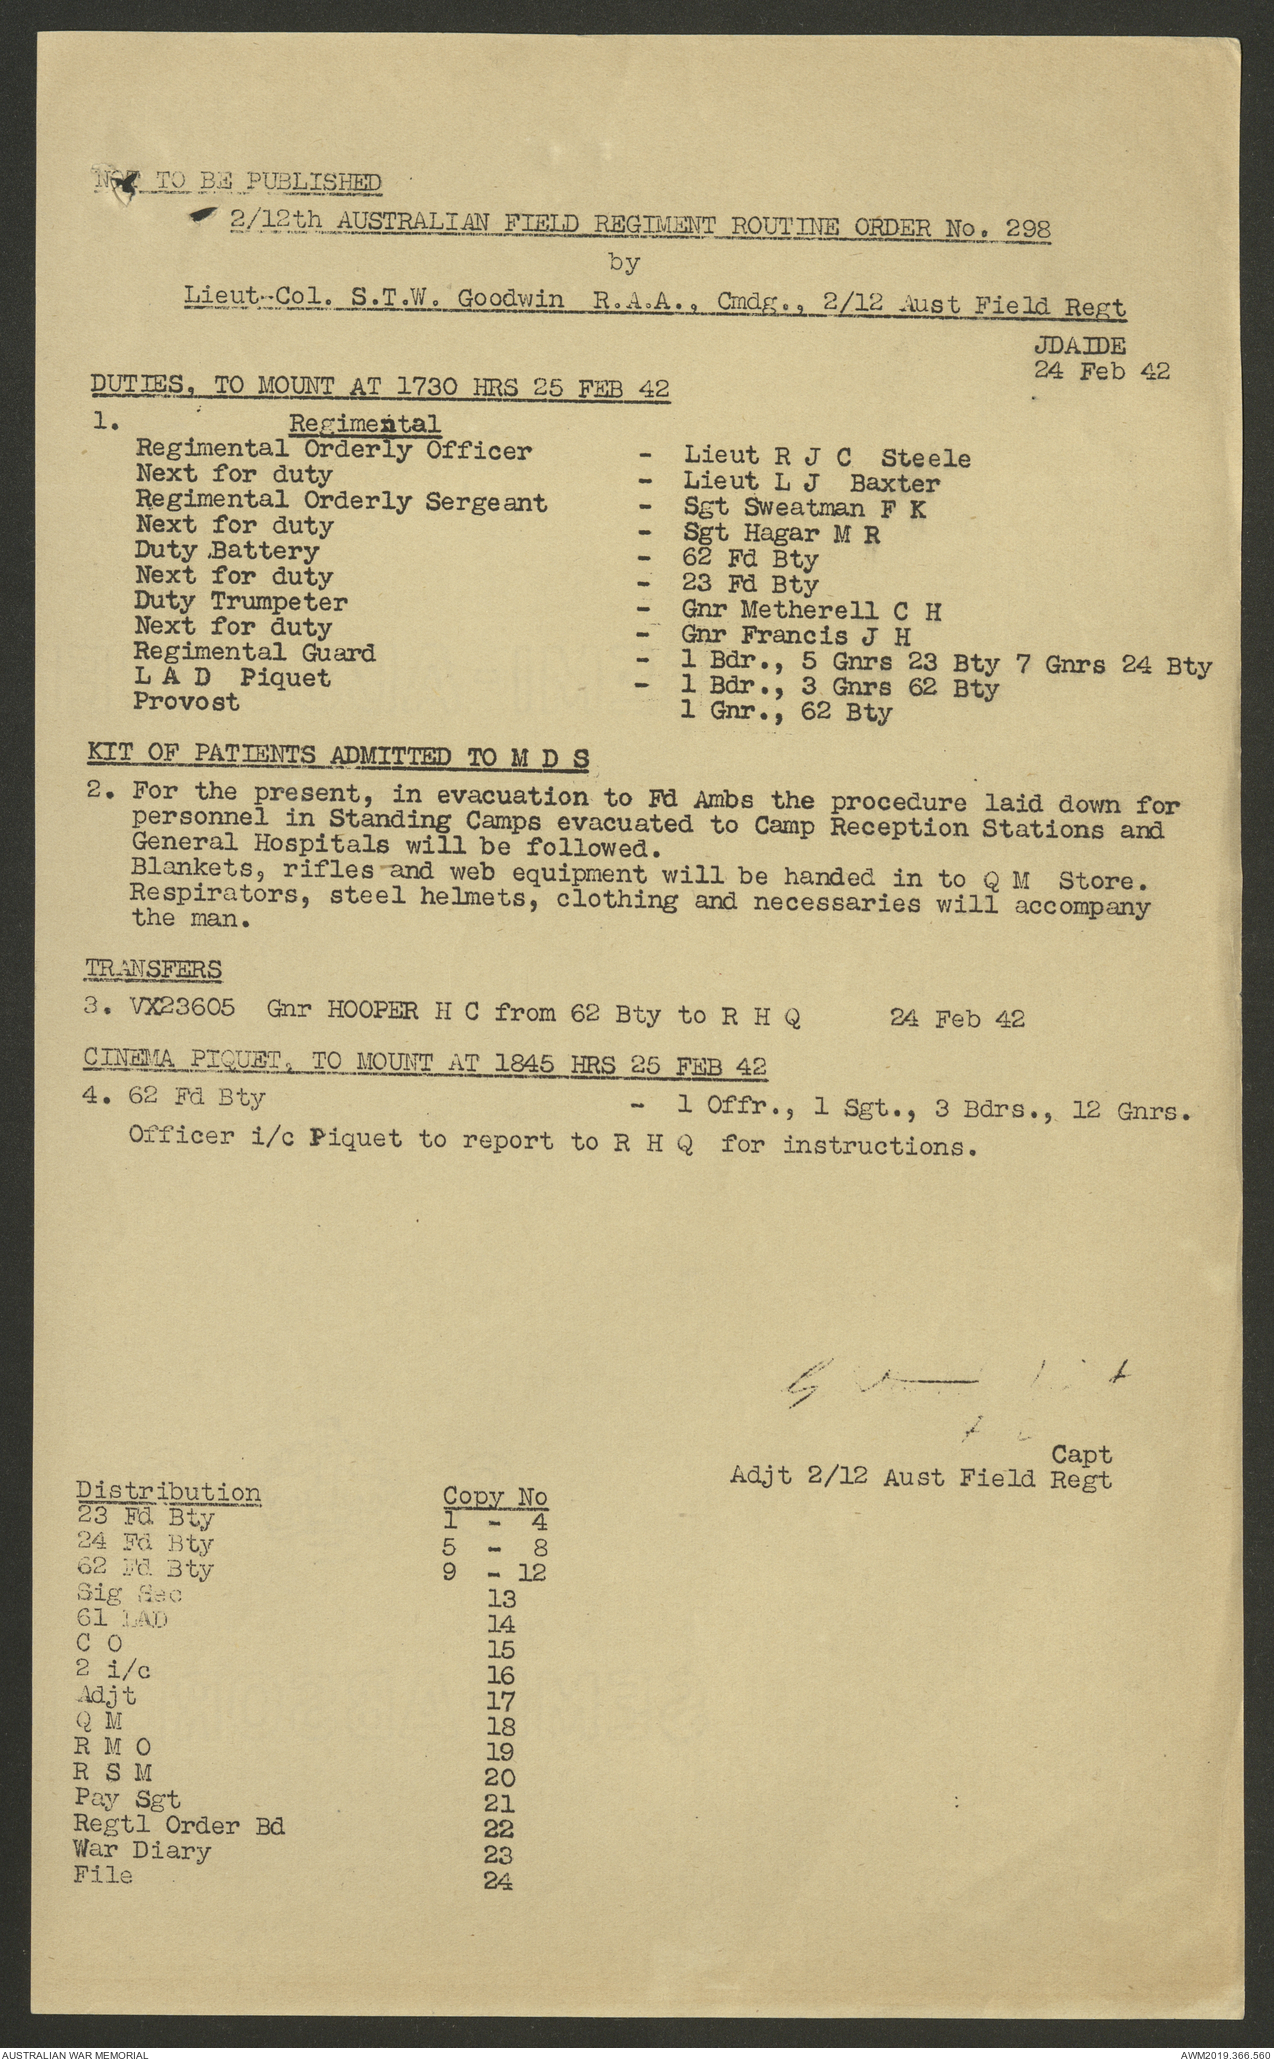 NOT TO BE PUBLISHED
2/12th AUSTRALIAN FIELD REGIMENT ROUTINE ORDER No. 298
by
Lieut-Col. S.T.W. Goodwin R.A.A., Cmdg., 2/12 Aust Field Regt
JDAIDE
24 Feb 42
DUTIES, TO MOUNT AT 1730 HRS 25 FEB 42
1. Regimental
Regimental Orderly Officer - Lieut R J C Steele
Next for duty - Lieut L J Baxter
Regimental Orderly Sergeant - Sgt Sweatman F K
Next for duty - Sgt Hagar M R
Duty Battery - 62 Fd Bty
Next for duty - 23 Fd Bty
Duty Trumpeter - Gnr Metherell C H
Next for duty - Gnr Francis J H
Regimental Guard - 1 Bdr., 5 Gnrs 23 Bty 7 Gnrs 24 Bty
L A D Piquet - 1 Bdr., 3 Gnrs 62 Bty
Provost 1 Gnr., 62 Bty
KIT OF PATIENTS ADMITTED TO M D S
2. For the present, in evacuation to Fd Ambs the procedure laid down for
personnel in Standing Camps evacuated to Camp Reception Stations and
General Hospitals will be followed.
Blankets, rifles and web equipment will be handed in to Q M Store.
Respirators, steel helmets, clothing and necessaries will accompany
the man.
TRANSFERS
3. VX23605 Gnr HOOPER H C from 62 Bty to R H Q 24 Feb 42
CINEMA PIQUET, TO MOUNT AT 1845 HRS 25 FEB 42
4. 62 Fd Bty - 1 Offr., 1 Sgt., 3 Bdrs., 12 Gnrs.
Officer i/c Piquet to report to R H Q for instructions.
Capt
Adjt 2/12 Aust Field Regt
Distribution Copy No
23 Fd Bty 1 - 4
24 Fd Bty 5 - 8
62 Fd Bty 9 - 12
Sig Sec 13
61 LAD 14
C O 15
2 i/c 16
Adjt 17
Q M 18
R M O 19
R S M 20
Pay Sgt 21
Regtl Order Bd 22
War Diary 23
File 24
AUSTRALIAN WAR MEMORIAL
AWM2019.366.560